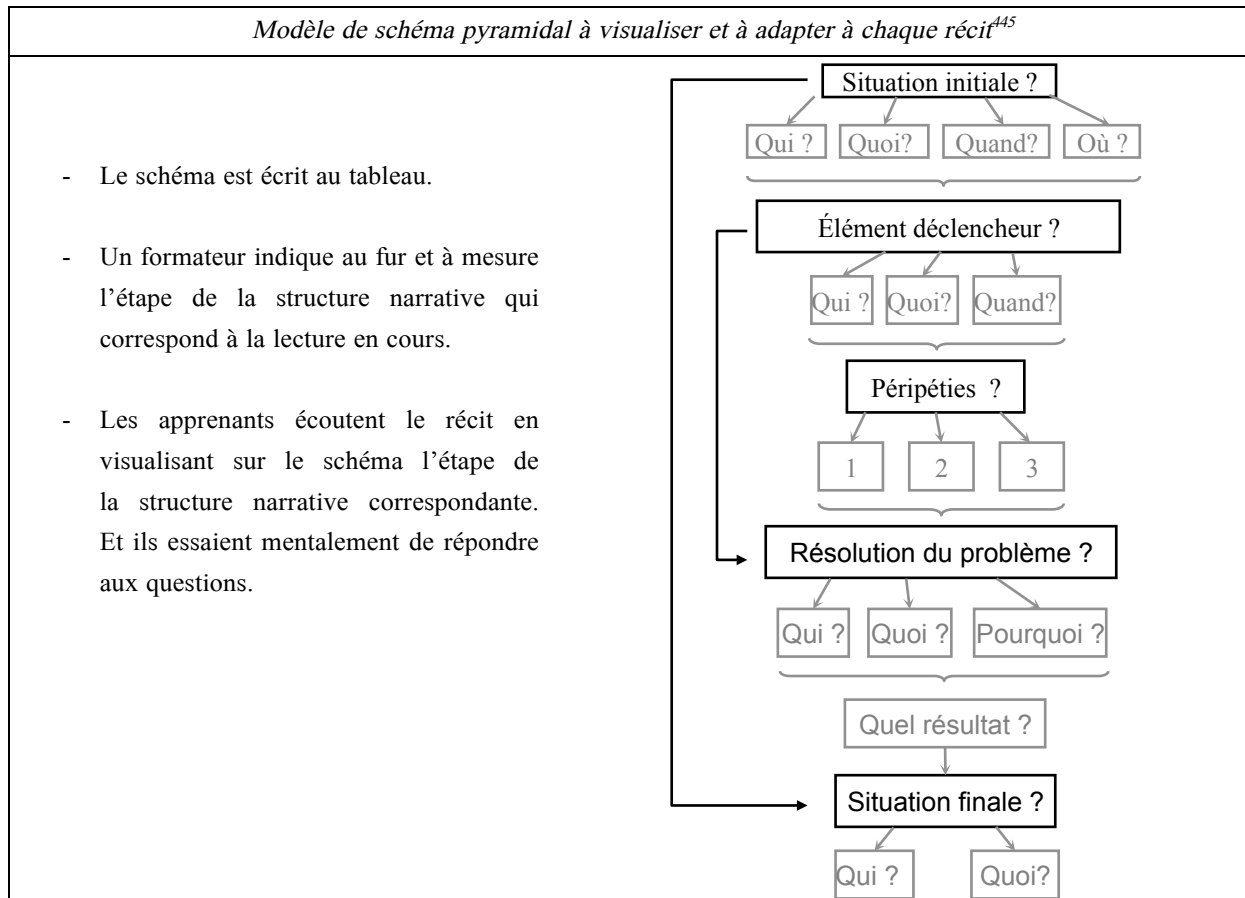 Modèle de schéma pyramidal à visualiser et à adapter à chaque récit445
- Le schéma est écrit au tableau.
- Un formateur indique au fur et à mesure
l’étape de la structure narrative qui
correspond à la lecture en cours.
- Les apprenants écoutent le récit en
visualisant sur le schéma l’étape de
la structure narrative correspondante.
Et ils essaient mentalement de répondre
aux questions.
Situation initiale ?
Qui ? Quoi? Quand? Où ?
Élément déclencheur ?
Qui ? Quoi? Quand?
Péripéties ?
1 2 3
Résolution du problème ?
Qui ? Quoi ? Pourquoi ?
Quel résultat ?
Situation finale ?
Qui ? Quoi?